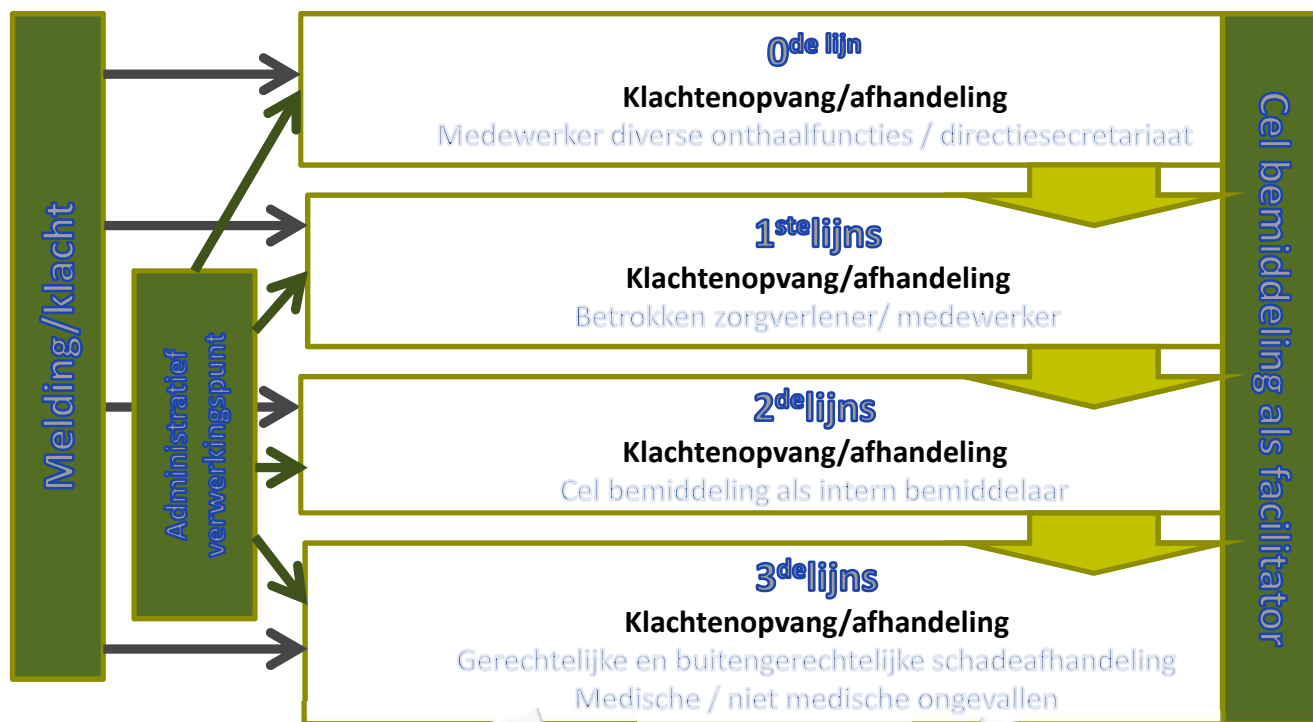 Melding/klacht
Administratief
verwerkingspunt
0de lijn
Klachtenopvang/afhandeling
Medewerker diverse onthaalfuncties / directiesecretariaat
1stelijns
Klachtenopvang/afhandeling
Betrokken zorgverlener/ medewerker
2delijns
Klachtenopvang/afhandeling
Cel bemiddeling als intern bemiddelaar
3delijns
Klachtenopvang/afhandeling
Gerechtelijke en buitengerechtelijke schadeafhandeling
Medische / niet medische ongevallen
Cel bemiddeling als facilitator